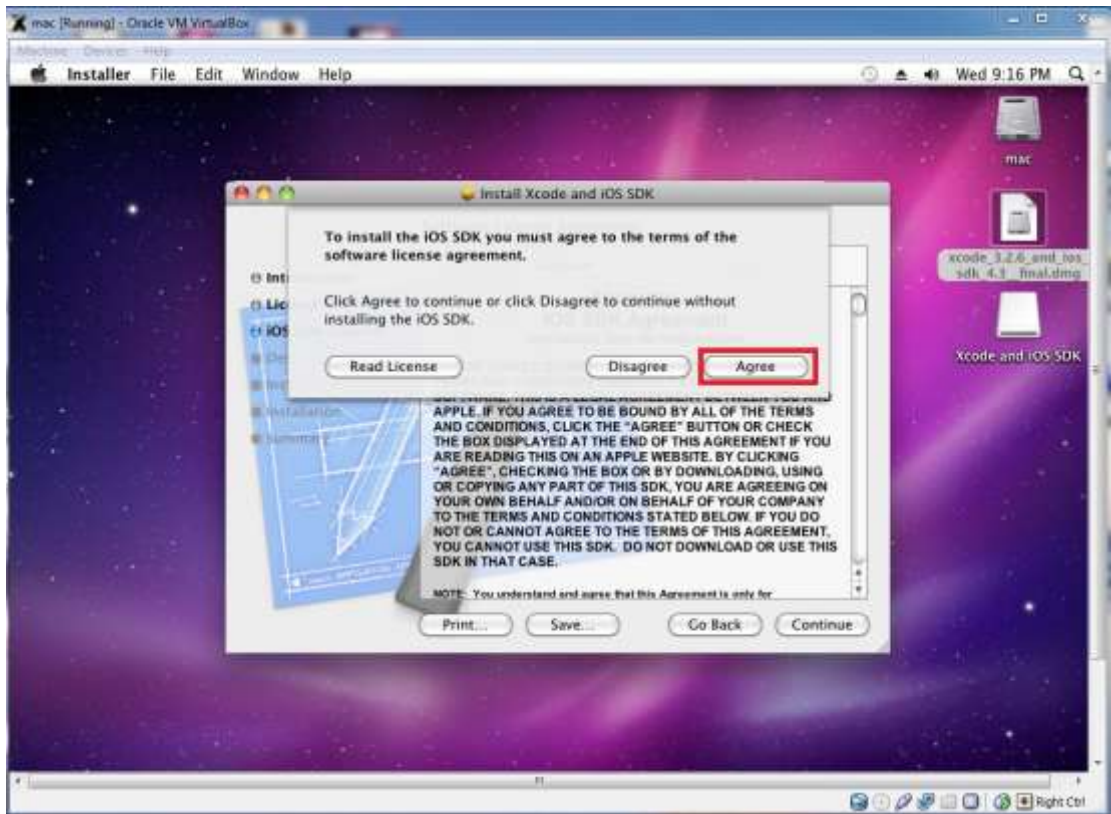 mac [Running] - Oracle VM VirtualBox
Machine Devices Help
Installer File Edit Window Help Wed 9:16 PM
mac
xcode_3.2.6_and_ios_
sdk_4.3__final.dmg
Xcode and iOS SDK
Install Xcode and iOS SDK
To install the iOS SDK you must agree to the terms of the
software license agreement.
Click Agree to continue or click Disagree to continue without
installing the iOS SDK.
Read License Disagree Agree
Int
Lic
iOS
Installation
Summary
APPLE. IF YOU AGREE TO BE BOUND BY ALL OF THE TERMS
AND CONDITIONS, CLICK THE "AGREE" BUTTON OR CHECK
THE BOX DISPLAYED AT THE END OF THIS AGREEMENT IF YOU
ARE READING THIS ON AN APPLE WEBSITE. BY CLICKING
"AGREE", CHECKING THE BOX OR BY DOWNLOADING, USING
OR COPYING ANY PART OF THIS SDK, YOU ARE AGREEING ON
YOUR OWN BEHALF AND/OR ON BEHALF OF YOUR COMPANY
TO THE TERMS AND CONDITIONS STATED BELOW. IF YOU DO
NOT OR CANNOT AGREE TO THE TERMS OF THIS AGREEMENT,
YOU CANNOT USE THIS SDK. DO NOT DOWNLOAD OR USE THIS
SDK IN THAT CASE.
NOTE: You understand and agree that this Agreement is only for
Print... Save... Go Back Continue
Right Ctrl